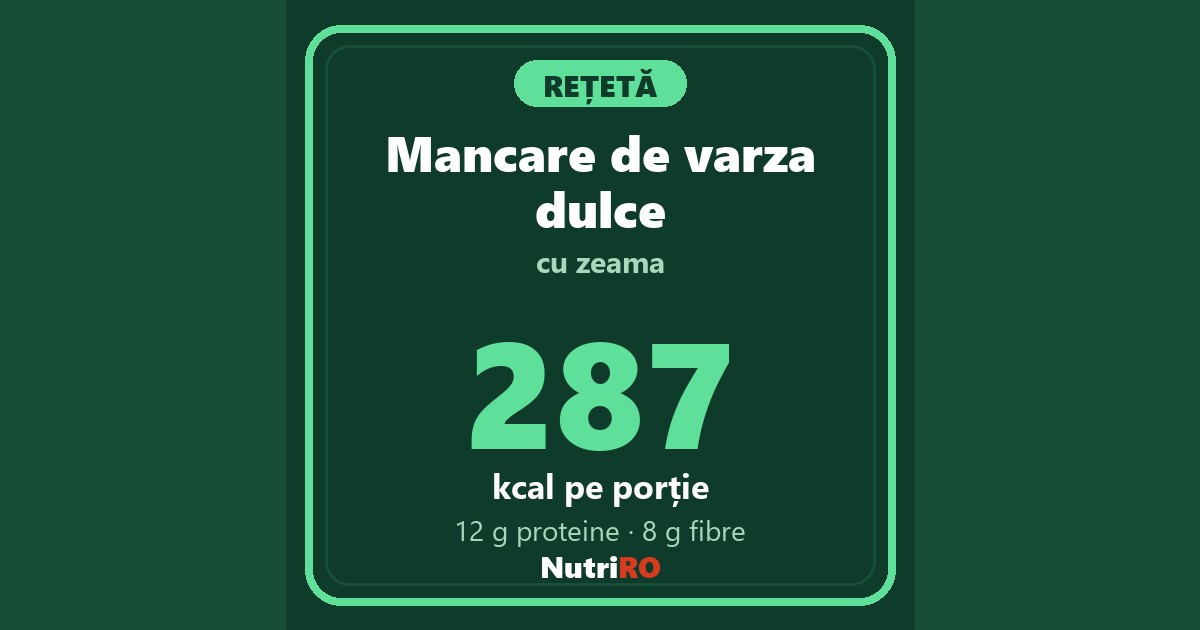 REȚETĂ
Mancare de varza
dulce
cu zeama
287
kcal pe porție
12 g proteine · 8 g fibre
NutriRO